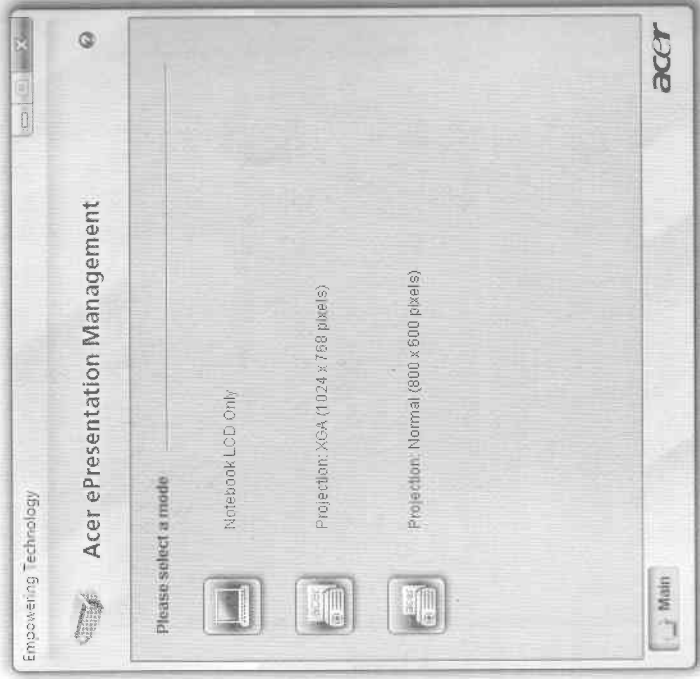 Empowering Technology
Acer ePresentation Management
Please select a mode
Notebook LCD Only
Projection: XGA (1024 x 768 pixels)
Projection: Normal (800 x 600 pixels)
Main
acer